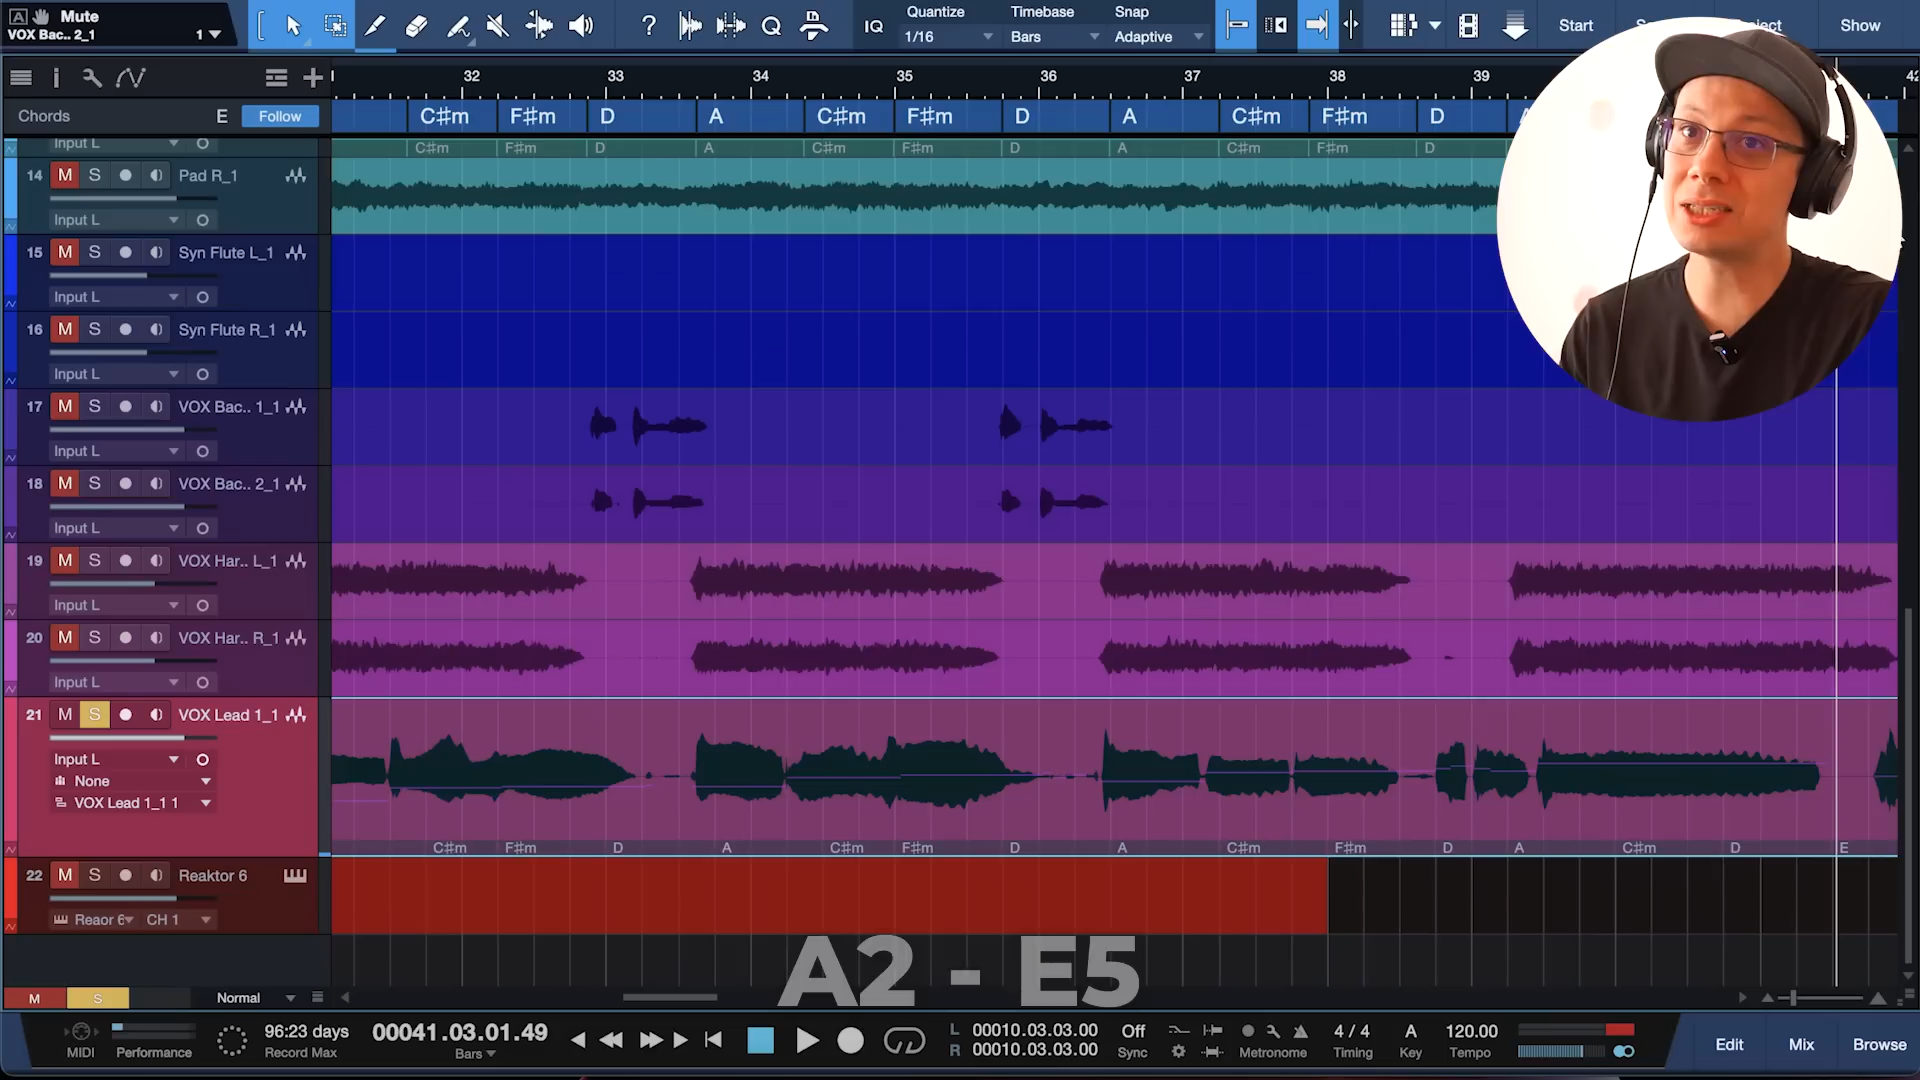 A Mute
VOX Bac.. 2_1 1
? Q IQ
Quantize Timebase Snap
1/16 Bars Adaptive
Start Show
32 33 34 35 36 37 38 39
Chords E Follow
C#m F#m D A C#m F#m D A C#m F#m D
Input L
C#m F#m D A C#m F#m D A C#m F#m D
14 M S Pad R_1
Input L
15 M S Syn Flute L_1
Input L
16 M S Syn Flute R_1
Input L
17 M S VOX Bac.. 1_1
Input L
18 M S VOX Bac.. 2_1
Input L
19 M S VOX Har.. L_1
Input L
20 M S VOX Har.. R_1
Input L
21 M S VOX Lead 1_1
Input L
None
VOX Lead 1_1 1
C#m F#m D A C#m F#m D A C#m F#m D A C#m D E
22 M S Reaktor 6
Reaor 6 CH 1
A2 - E5
M S Normal
MIDI Performance
96:23 days
Record Max
00041.03.01.49
Bars
L 00010.03.03.00
R 00010.03.03.00
Off
Sync
Metronome
4 / 4
Timing
A
Key
120.00
Tempo
Edit Mix Browse